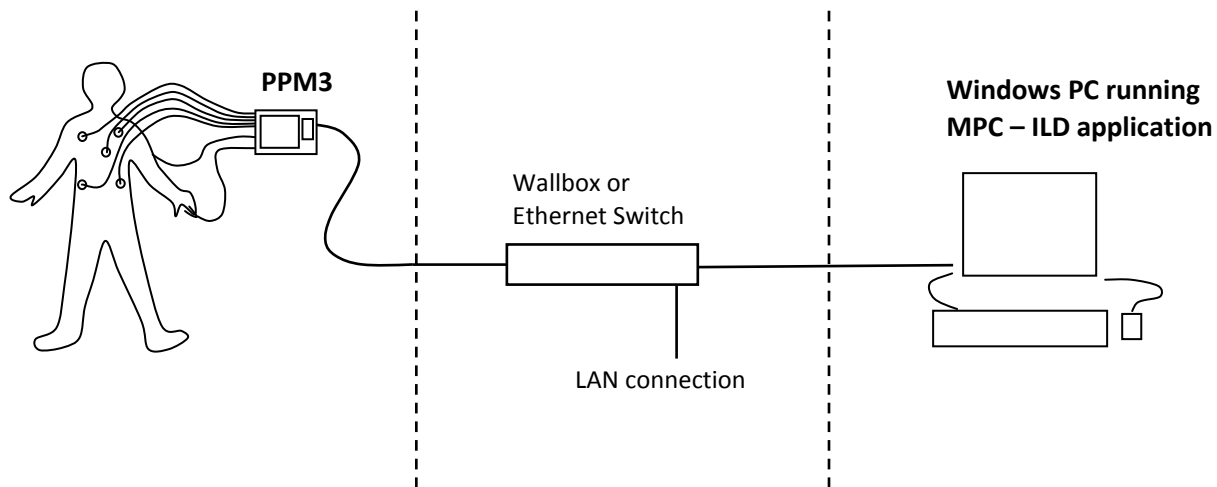 PPM3
Windows PC running
MPC – ILD application
Wallbox or
Ethernet Switch
LAN connection